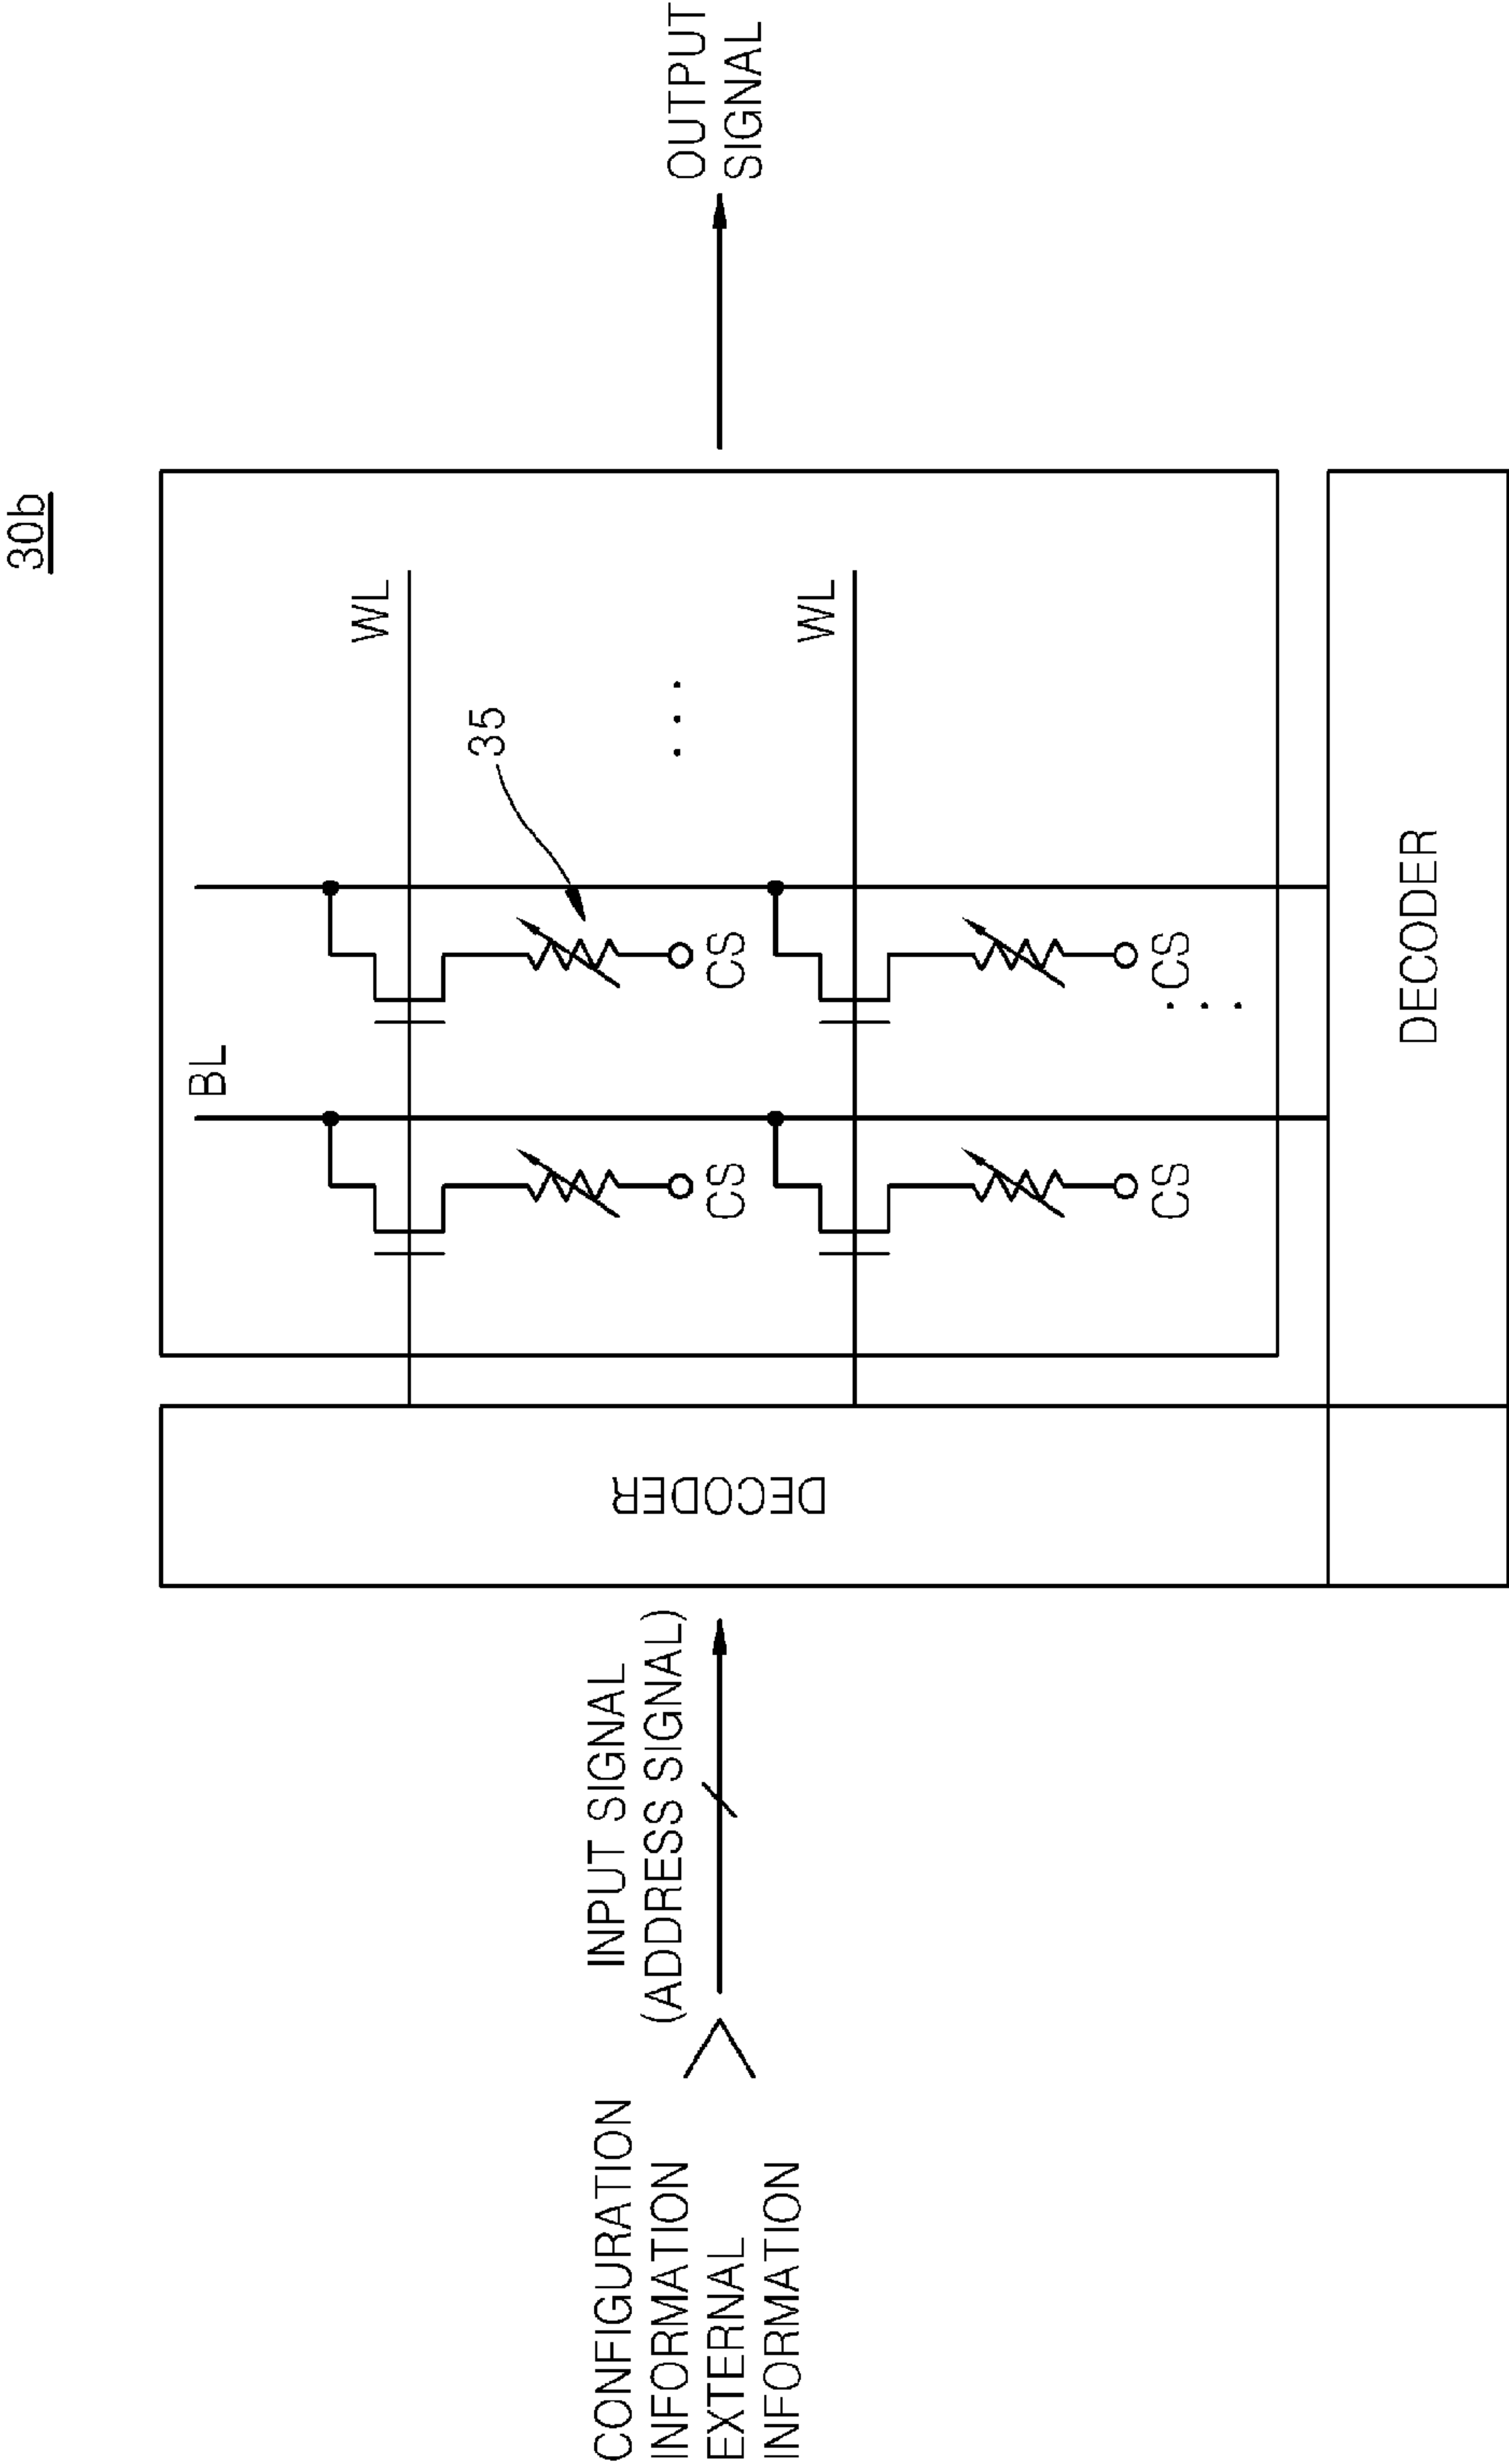 30b
CONFIGURATION
INFORMATION
EXTERNAL
INFORMATION
INPUT SIGNAL
(ADDRESS SIGNAL)
DECODER
BL
WL
35
CS
CS
WL
CS
CS
DECODER
OUTPUT
SIGNAL